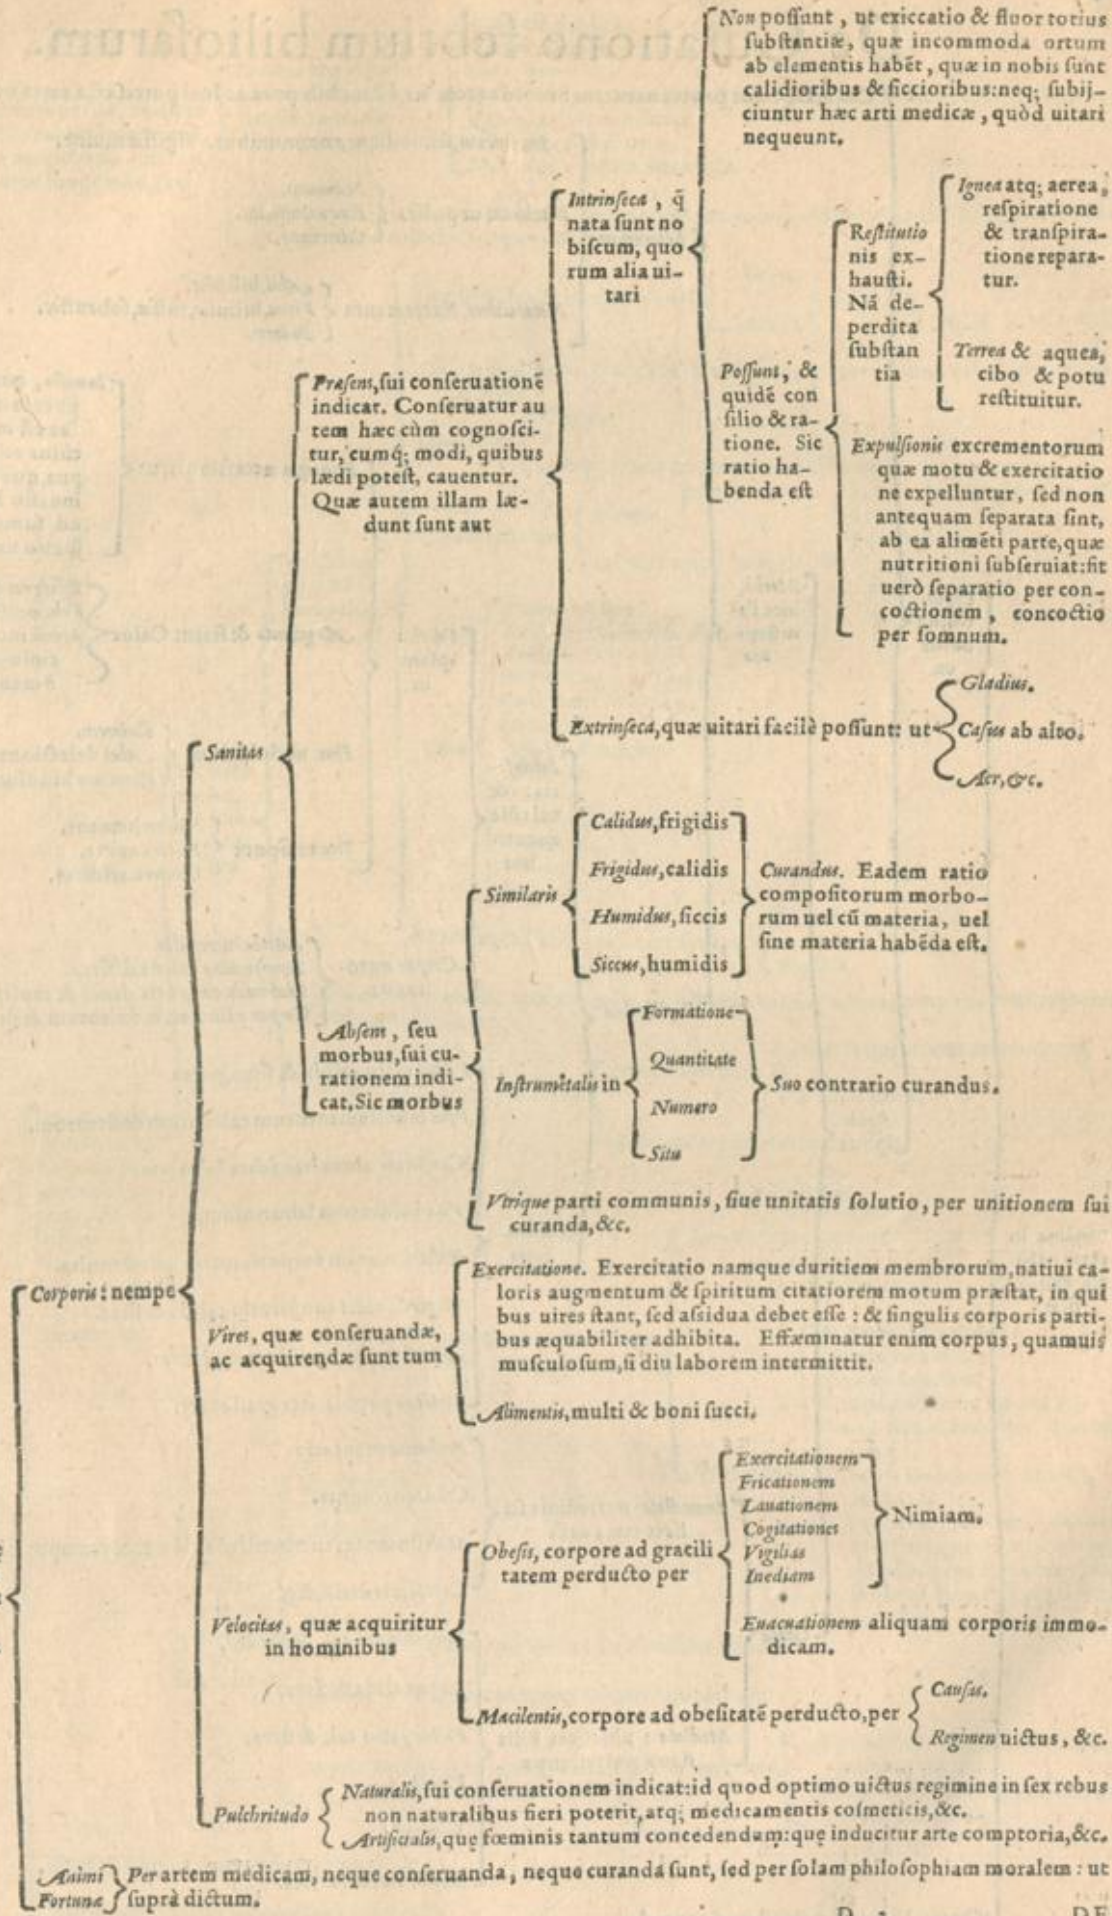 Non poſſunt, ut exiccatio & fluor totius
ſubſtantiæ, quæ incommoda ortum
ab elementis habẽt, quæ in nobis ſunt
calidioribus & ſiccioribus: neq; ſubij-
ciuntur hæc arti medicæ, quòd uitari
nequeunt.
Intrinſeca, q̃
nata ſunt no
biſcum, quo
rum alia ui-
tari
Ignea atq; aerea,
reſpiratione
& tranſpira-
tione repara-
tur.
Reſtitutio
nis ex-
hauſti.
Nã de-
perdita
ſubſtan
tia
Terrea & aquea,
cibo & potu
reſtituitur.
Poſſunt, &
quidẽ con
ſilio & ra-
tione. Sic
ratio ha-
benda eſt
Expulſionis excrementorum
quæ motu & exercitatio
ne expelluntur, ſed non
antequam ſeparata ſint,
ab ea alimẽti parte, quæ
nutritioni ſubſeruiat: fit
uerò ſeparatio per con-
coctionem, concoctio
per ſomnum.
Præſens, ſui conſeruationẽ
indicat. Conſeruatur au
tem hæc cùm cognoſci-
tur, cumq́; modi, quibus
lædi poteſt, cauentur.
Quæ autem illam læ-
dunt ſunt aut
Extrinſeca, quæ uitari facilè poſſunt: ut
Gladius.
Caſus ab alto.
Aer, &c.
Sanitas
Similaris
Calidus, frigidis
Frigidus, calidis
Humidus, ſiccis
Siccus, humidis
Curandus. Eadem ratio
compoſitorum morbo-
rum uel cũ materia, uel
ſine materia habẽda eſt.
Abſens, ſeu
morbus, ſui cu-
rationem indi-
cat, Sic morbus
Inſtrumẽtalis in
Formatione
Quantitate
Numero
Situ
Suo contrario curandus.
Vtrique parti communis, ſiue unitatis ſolutio, per unitionem ſui
curanda, &c.
Corporis: nempe
Vires, quæ conſeruandæ,
ac acquirendæ ſunt tum
Exercitatione. Exercitatio namque duritiem membrorum, natiui ca-
loris augmentum & ſpiritum citatiorem motum præſtat, in qui
bus uires ſtant, ſed aſsidua debet eſſe: & ſingulis corporis parti-
bus æquabiliter adhibita. Effæminatur enim corpus, quamuis
muſculoſum, ſi diu laborem intermittit.
Alimentis, multi & boni ſucci.
Velocitas, quæ acquiritur
in hominibus
Obeſis, corpore ad gracili
tatem perducto per
Exercitationem
Fricationem
Lauationem
Cogitationes
Vigilias
Inediam
Nimiam.
Euacuationem aliquam corporis immo-
dicam.
Macilentis, corpore ad obeſitatẽ perducto, per
Cauſas.
Regimen uictus, &c.
Pulchritudo
Naturalis, ſui conſeruationem indicat: id quod optimo uictus regimine in ſex rebus
non naturalibus fieri poterit, atq; medicamentis coſmeticis, &c.
Artificialis, quę fœminis tantum concedendum: quę inducitur arte comptoria, &c.
Animi
Fortunæ
Per artem medicam, neque conſeruanda, neque curanda ſunt, ſed per ſolam philoſophiam moralem: ut
ſuprà dictum.
D
DE